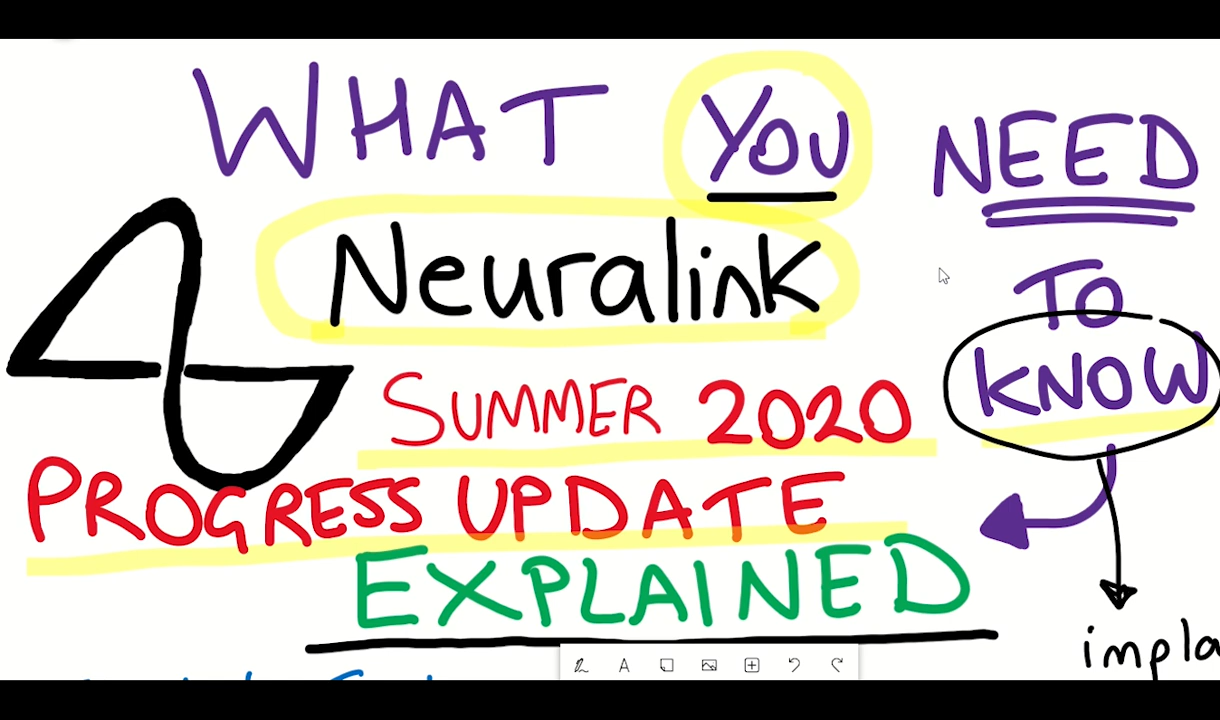 WHAT YOU NEED
TO
KNOW
Neuralink
SUMMER 2020
PROGRESS UPDATE
EXPLAINED
impla